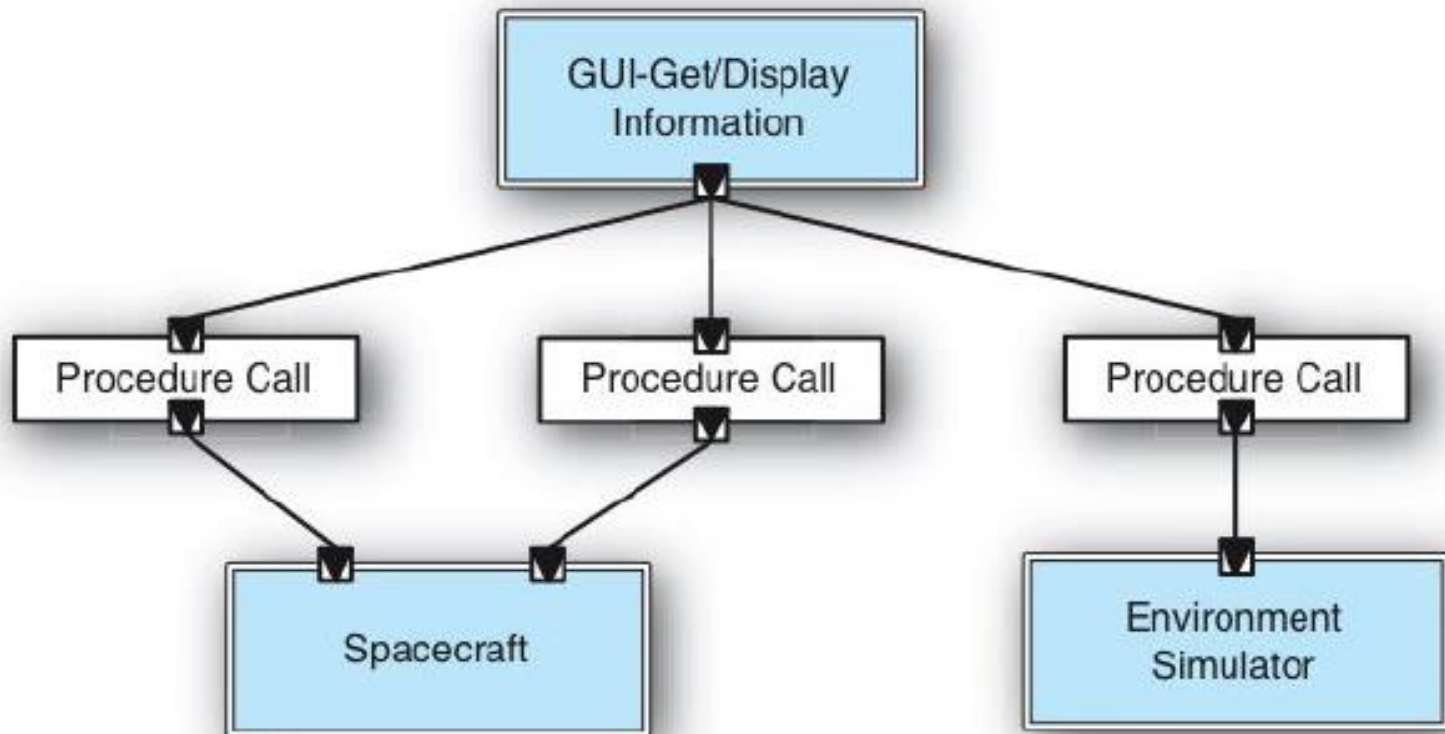 GUI-Get/Display
Information
Procedure Call
Procedure Call
Procedure Call
Spacecraft
Environment
Simulator